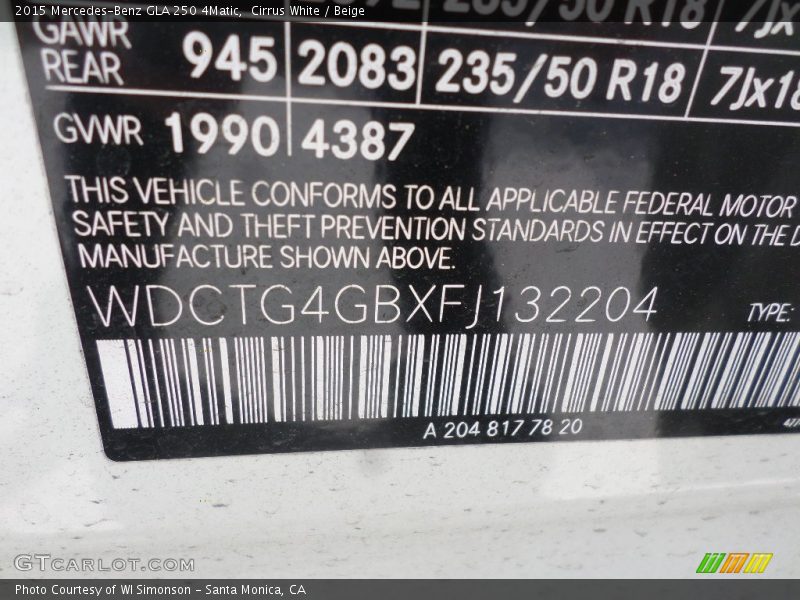 2015 Mercedes-Benz GLA 250 4Matic, Cirrus White / Beige
GAWR
REAR 945 2083 235/50 R18 7Jx18
GVWR 1990 4387
THIS VEHICLE CONFORMS TO ALL APPLICABLE FEDERAL MOTOR
SAFETY AND THEFT PREVENTION STANDARDS IN EFFECT ON THE D
MANUFACTURE SHOWN ABOVE.
WDCTG4GBXFJ132204 TYPE:
A 204 817 78 20
GTCARLOT.COM
Photo Courtesy of WI Simonson - Santa Monica, CA